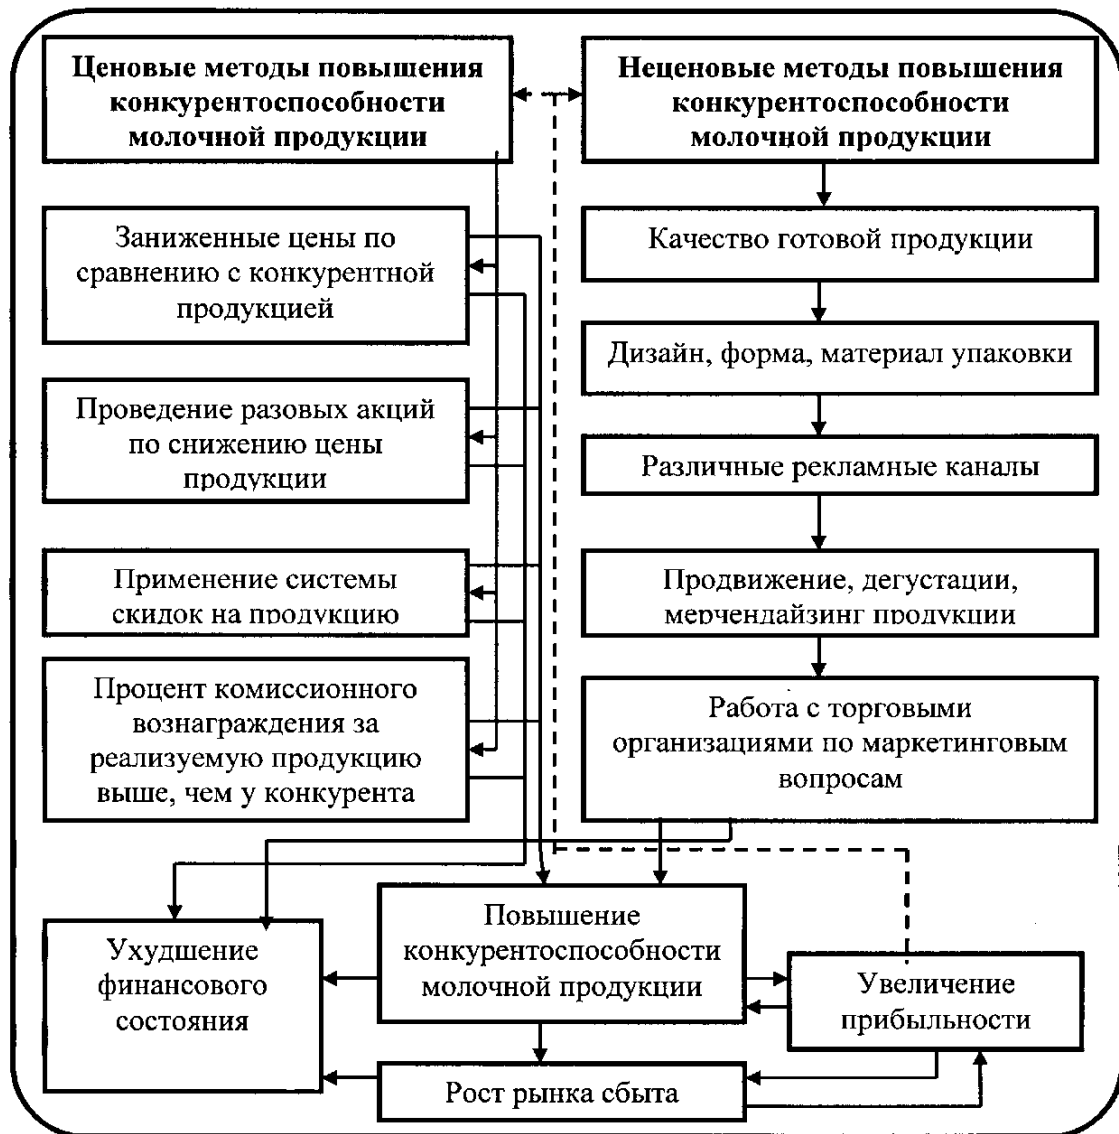 Ценовые методы повышения
конкурентоспособности
молочной продукции
Неценовые методы повышения
конкурентоспособности
молочной продукции
Заниженные цены по
сравнению с конкурентной
продукцией
Проведение разовых акций
по снижению цены
продукции
Применение системы
скидок на продукцию
Процент комиссионного
вознаграждения за
реализуемую продукцию
выше, чем у конкурента
Качество готовой продукции
Дизайн, форма, материал упаковки
Различные рекламные каналы
Продвижение, дегустации,
мерчендайзинг продукции
Работа с торговыми
организациями по маркетинговым
вопросам
Ухудшение
финансового
состояния
Повышение
конкурентоспособности
молочной продукции
Увеличение
прибыльности
Рост рынка сбыта